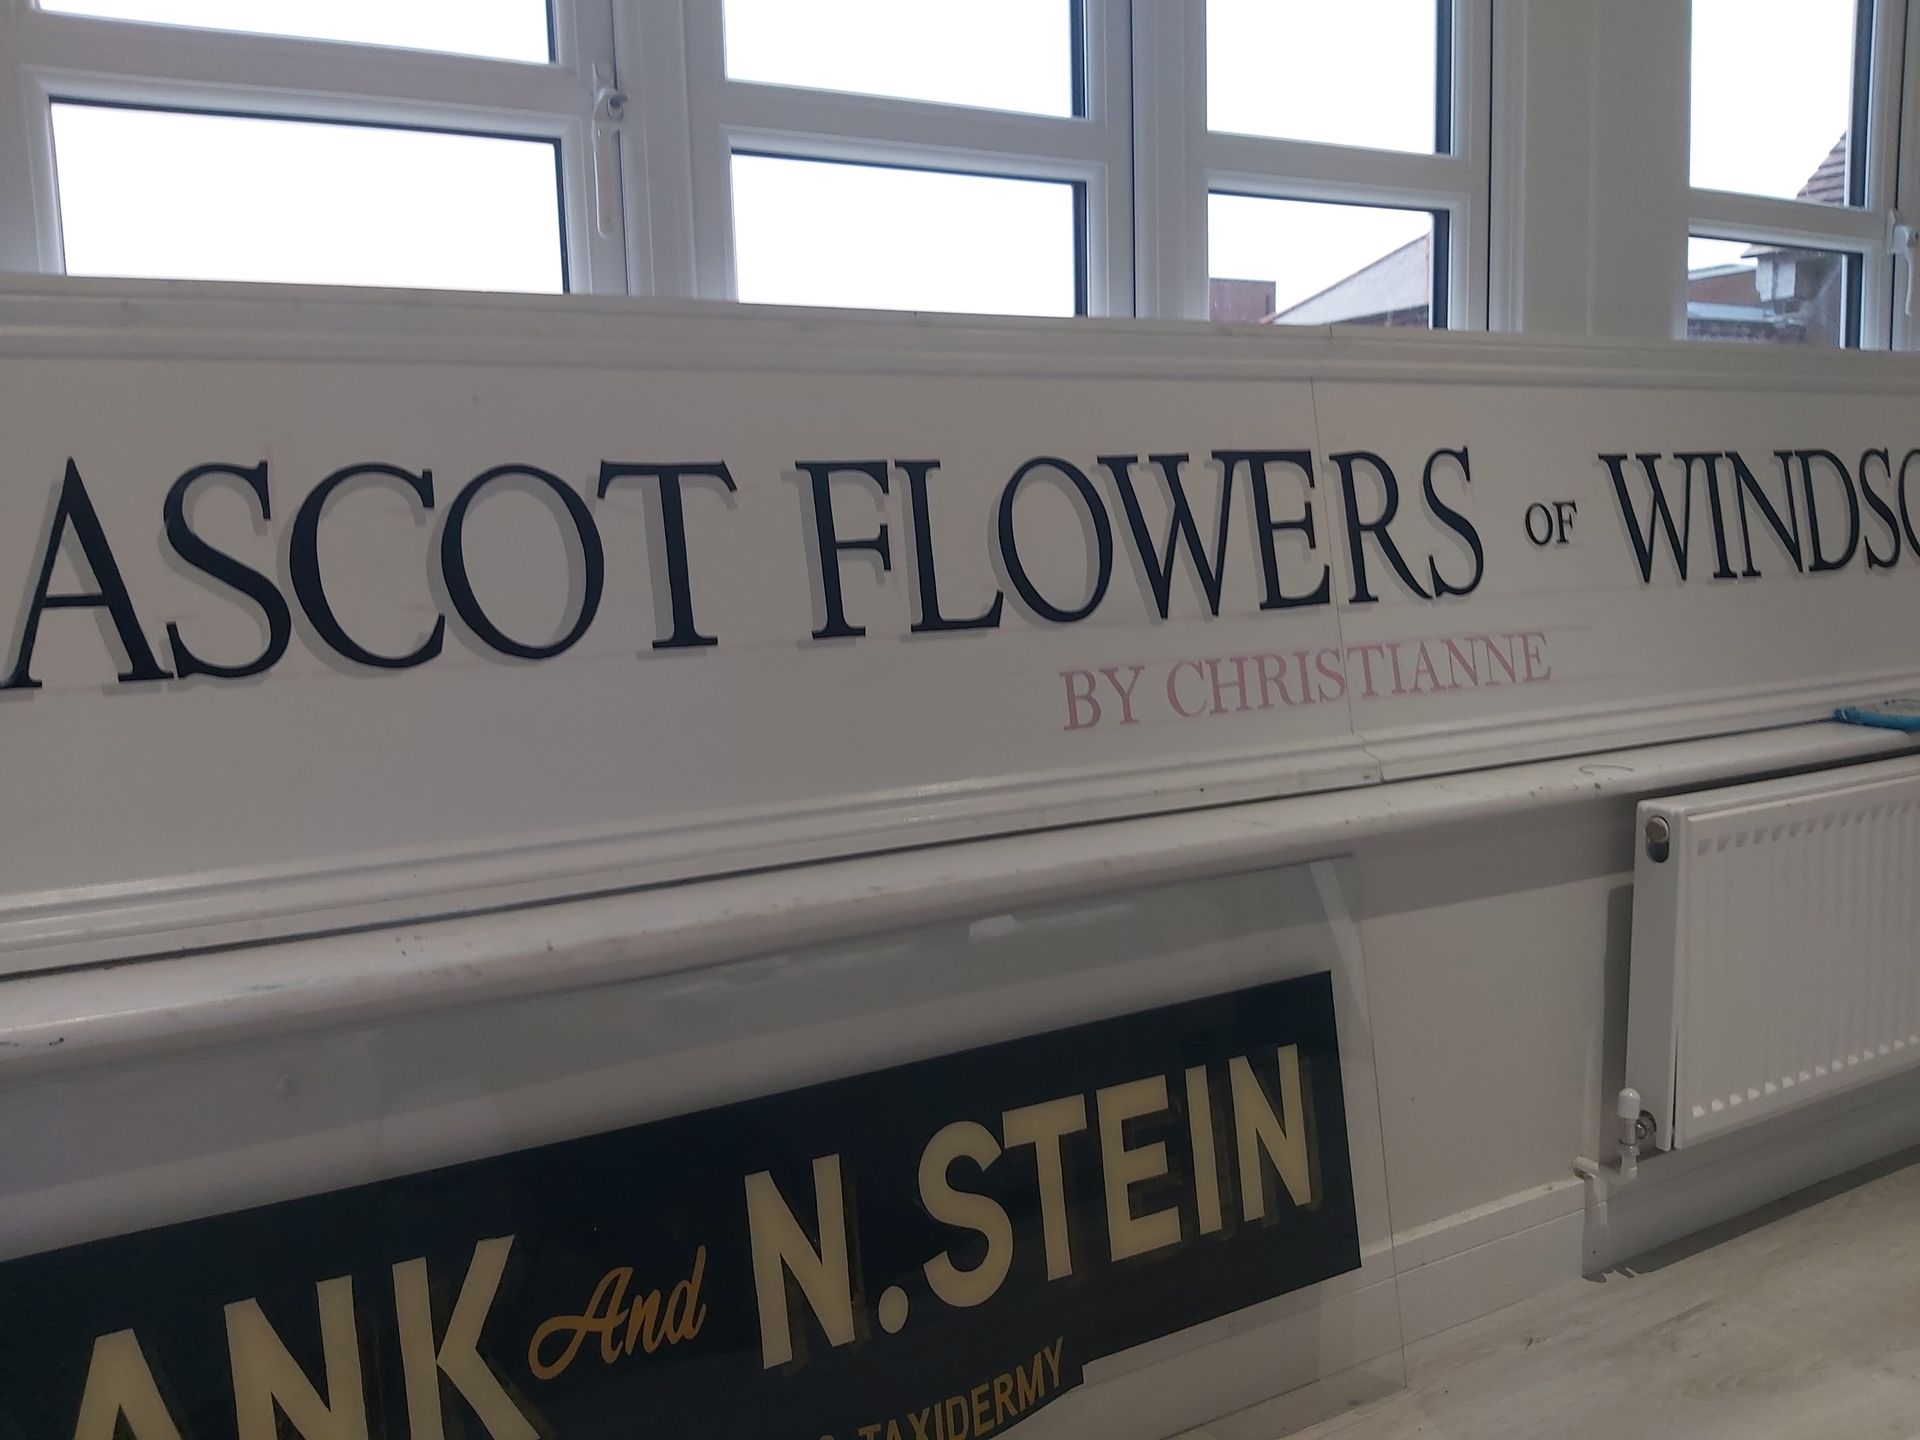 ASCOT FLOWERS OF WINDSO
BY CHRISTIANNE
ANK And N.STEIN
& TAXIDERMY